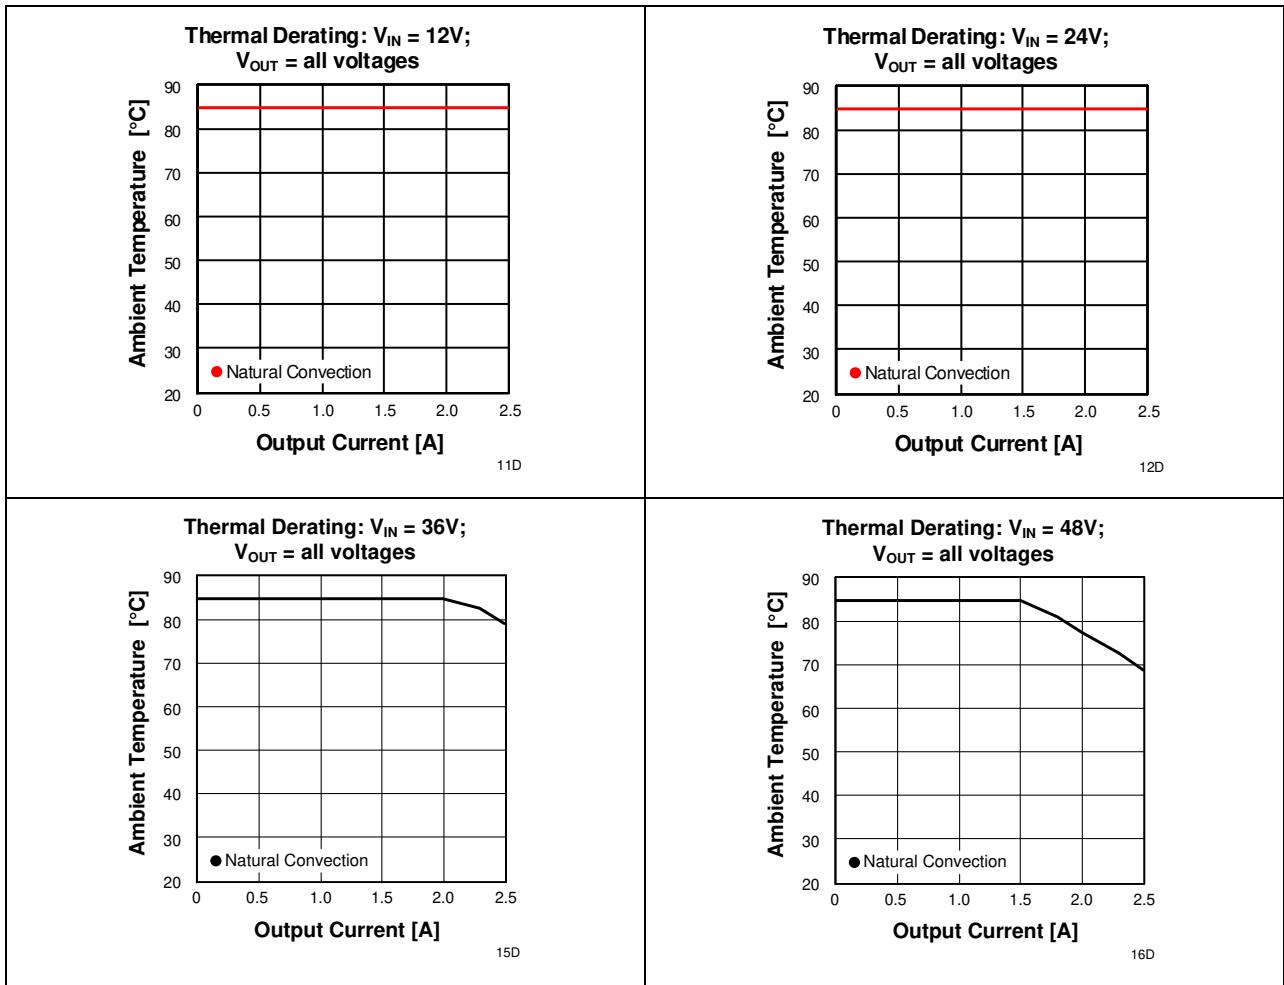 Thermal Derating: VIN = 12V;
VOUT = all voltages
Ambient Temperature [°C]
90
80
70
60
50
40
30
20
Natural Convection
0 0.5 1.0 1.5 2.0 2.5
Output Current [A]
11D
Thermal Derating: VIN = 24V;
VOUT = all voltages
Ambient Temperature [°C]
90
80
70
60
50
40
30
20
Natural Convection
0 0.5 1.0 1.5 2.0 2.5
Output Current [A]
12D
Thermal Derating: VIN = 36V;
VOUT = all voltages
Ambient Temperature [°C]
90
80
70
60
50
40
30
20
Natural Convection
0 0.5 1.0 1.5 2.0 2.5
Output Current [A]
15D
Thermal Derating: VIN = 48V;
VOUT = all voltages
Ambient Temperature [°C]
90
80
70
60
50
40
30
20
Natural Convection
0 0.5 1.0 1.5 2.0 2.5
Output Current [A]
16D